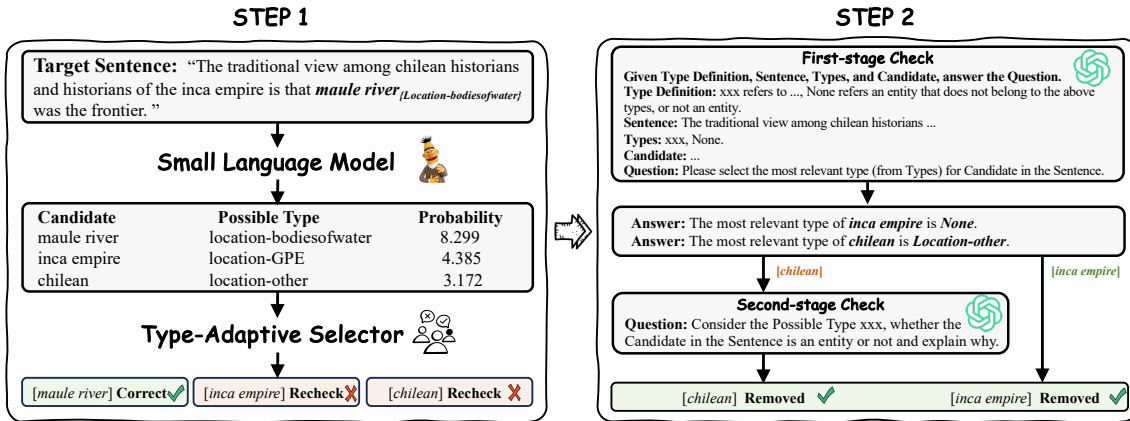 STEP 1
Target Sentence: “The traditional view among chilean historians
and historians of the inca empire is that maule river{Location-bodiesofwater}
was the frontier. ”
Small Language Model
Candidate Possible Type Probability
maule river location-bodiesofwater 8.299
inca empire location-GPE 4.385
chilean location-other 3.172
Type-Adaptive Selector
[maule river] Correct
[inca empire] Recheck
[chilean] Recheck
STEP 2
First-stage Check
Given Type Definition, Sentence, Types, and Candidate, answer the Question.
Type Definition: xxx refers to ..., None refers an entity that does not belong to the above
types, or not an entity.
Sentence: The traditional view among chilean historians ...
Types: xxx, None.
Candidate: ...
Question: Please select the most relevant type (from Types) for Candidate in the Sentence.
Answer: The most relevant type of inca empire is None.
Answer: The most relevant type of chilean is Location-other.
[chilean]
[inca empire]
Second-stage Check
Question: Consider the Possible Type xxx, whether the
Candidate in the Sentence is an entity or not and explain why.
[chilean] Removed
[inca empire] Removed